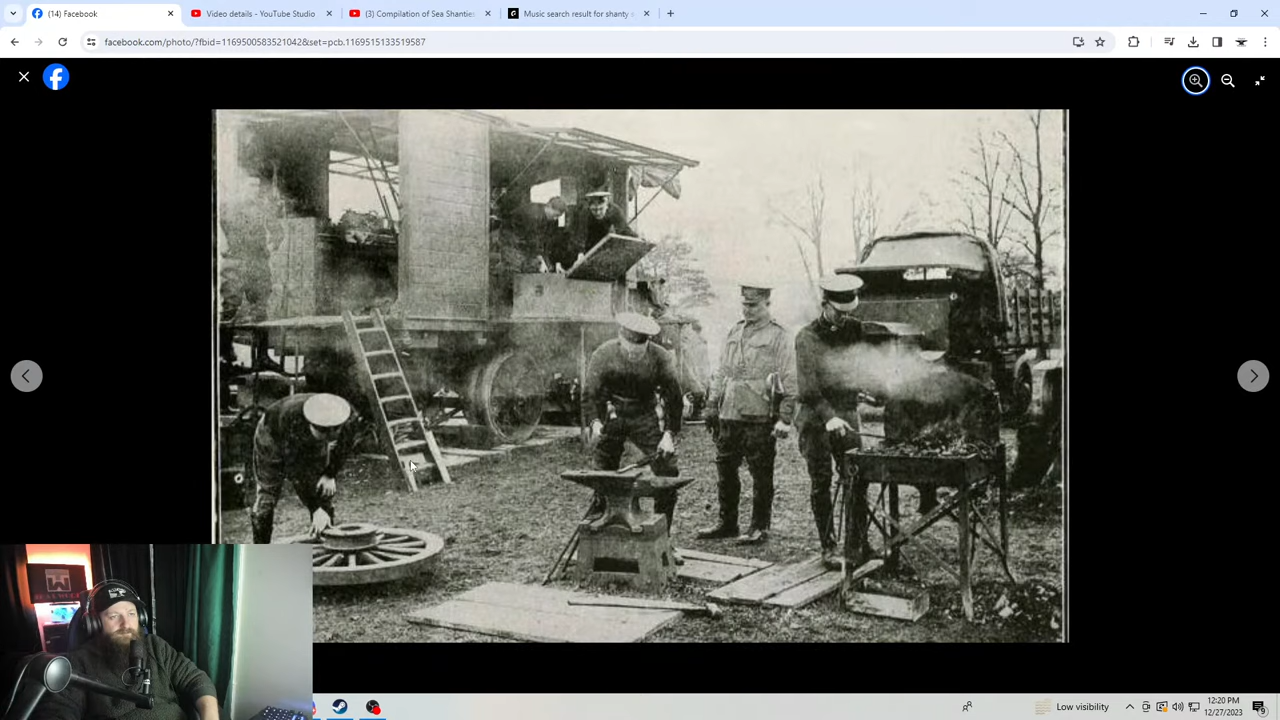 (14) Facebook
Video details - YouTube Studio
(3) Compilation of Sea Shanties
Music search result for shanty s
facebook.com/photo/?fbid=1169500583521042&set=pcb.1169515133519587
Low visibility
12:20 PM
12/27/2023